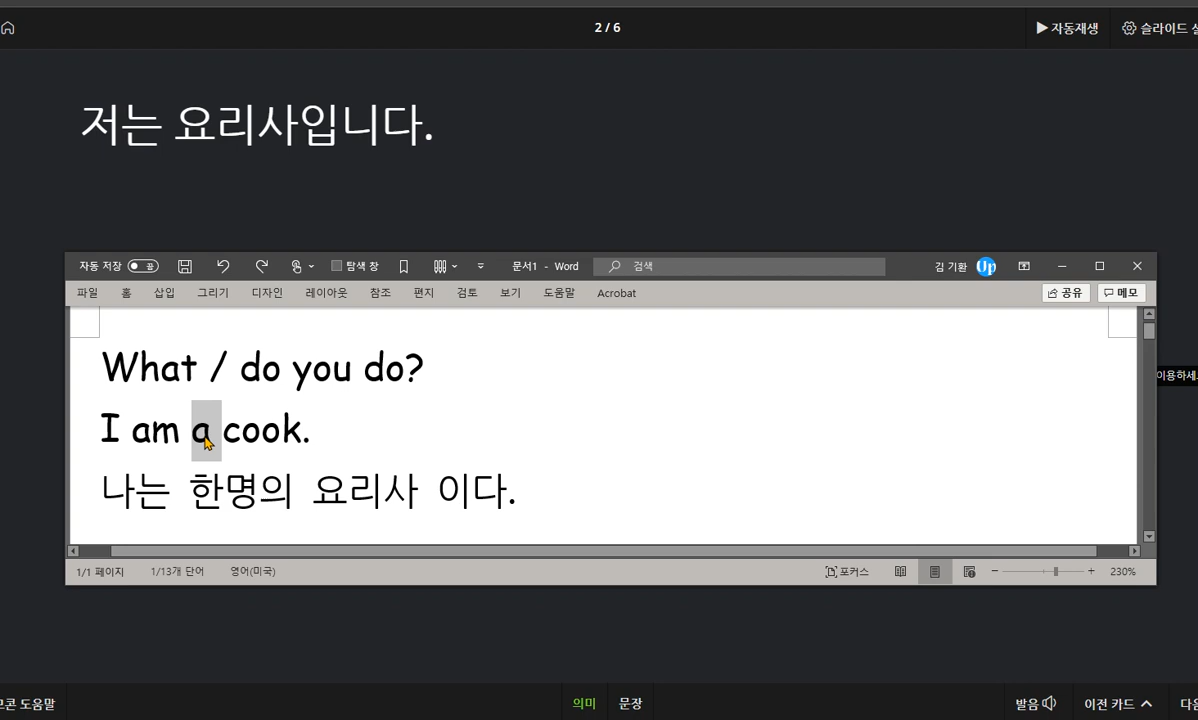 2 / 6
자동재생
슬라이드
저는 요리사입니다.
자동 저장 끔
탐색 창
문서1 - Word
검색
김 기환
Up
파일 홈 삽입 그리기 디자인 레이아웃 참조 편지 검토 보기 도움말 Acrobat
공유 메모
What / do you do?
이용하세
I am a cook.
나는 한명의 요리사 이다.
1/1 페이지 1/13개 단어 영어(미국)
포커스
230%
도움말
의미 문장
발음
이전 카드